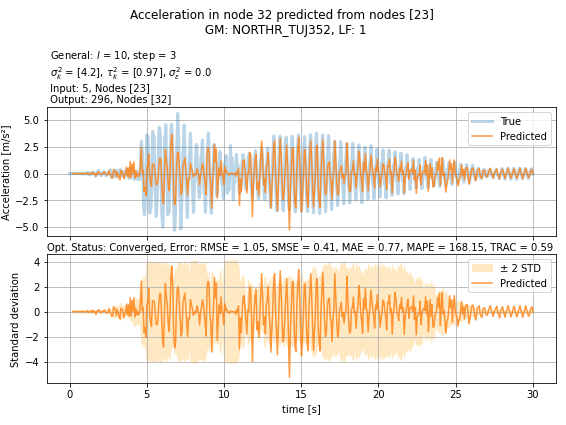 Acceleration in node 32 predicted from nodes [23]
GM: NORTHR_TUJ352, LF: 1
General: l = 10, step = 3
σ²ₖ = [4.2], τ²ₖ = [0.97], σ²ε = 0.0
Input: 5, Nodes [23]
Output: 296, Nodes [32]
Acceleration [m/s²]
5.0
2.5
0.0
−2.5
−5.0
True
Predicted
Opt. Status: Converged, Error: RMSE = 1.05, SMSE = 0.41, MAE = 0.77, MAPE = 168.15, TRAC = 0.59
Standard deviation
4
2
0
−2
−4
± 2 STD
Predicted
0 5 10 15 20 25 30
time [s]